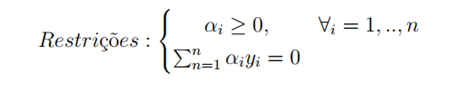 αᵢ ≥ 0,  ∀ᵢ = 1, .., n
Restrições :
∑ⁿₙ₌₁ αᵢyᵢ = 0